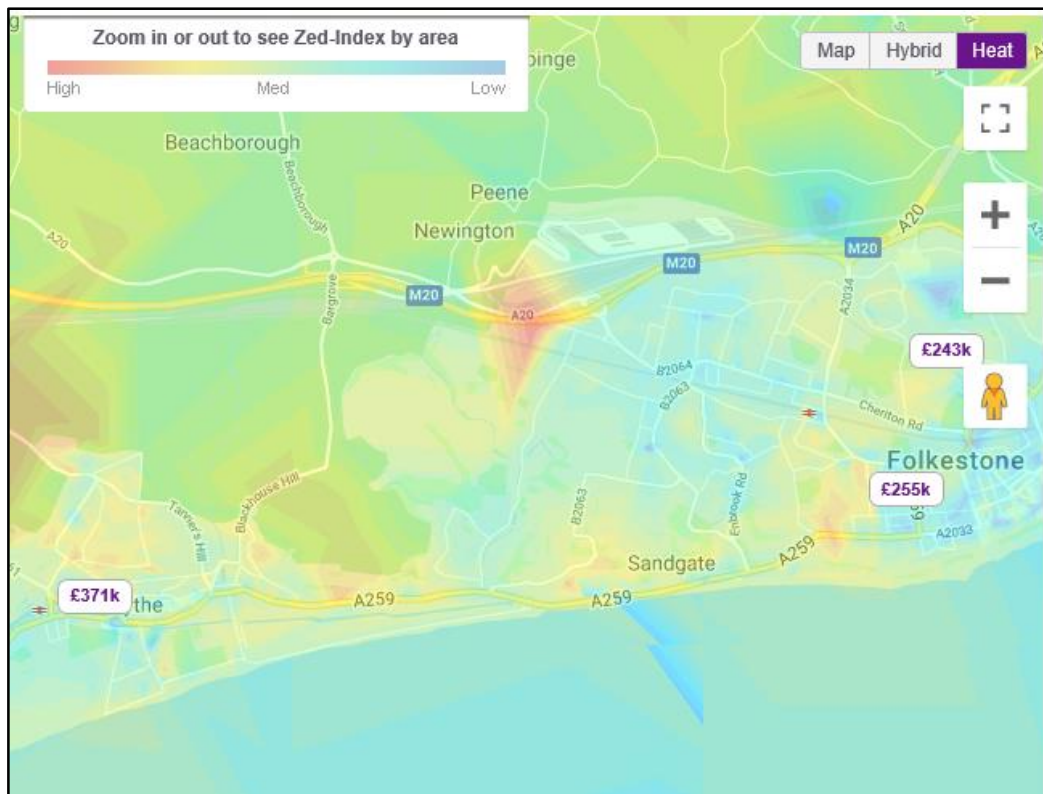 Zoom in or out to see Zed-Index by area
High Med Low
Map Hybrid Heat
Beachborough
Beachborough
Peene
Newington
A20
A20
M20
M20
M20
A20
A2034
Bargrove
£243k
B2064
B2063
Cheriton Rd
Folkestone
£255k
Blackhouse Hill
Tanner's Hill
B2063
Enbrook Rd
A2033
Sandgate
A259
£371k
A259
A259